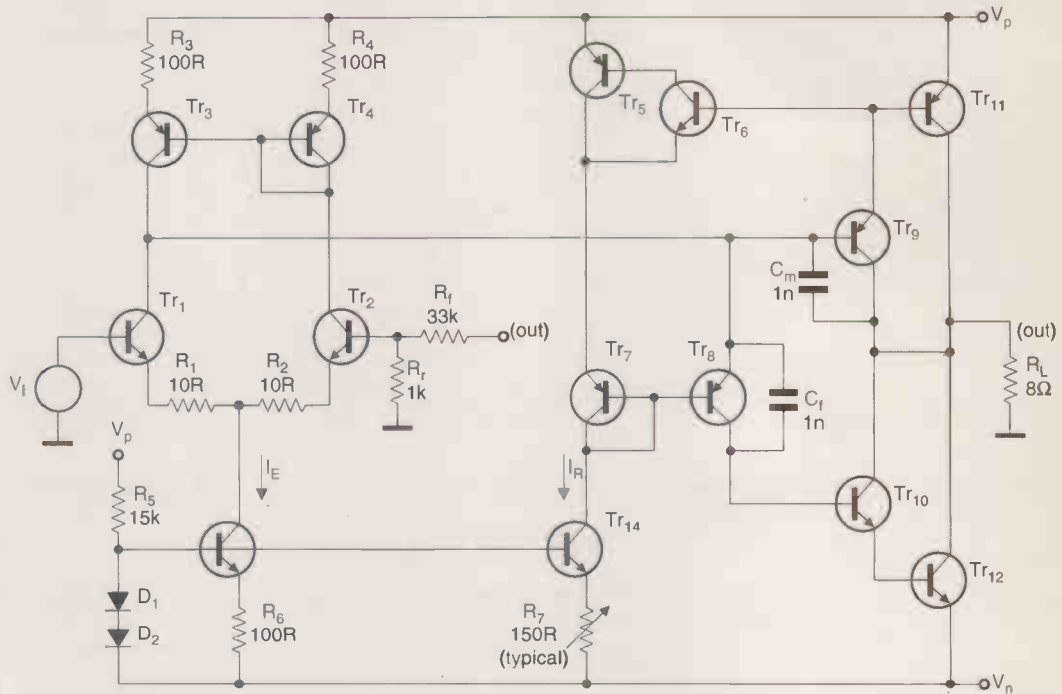 R3
100R
R4
100R
Vp
Tr3
Tr4
Tr5
Tr6
Tr11
Tr9
Cm
1n
Tr1
Tr2
Rf
33k
(out)
(out)
RL
8Ω
Vi
R1
10R
R2
10R
Rr
1k
Tr7
Tr8
Cf
1n
Vp
R5
15k
IE
IR
Tr10
Tr14
Tr12
D1
D2
R6
100R
R7
150R
(typical)
Vn